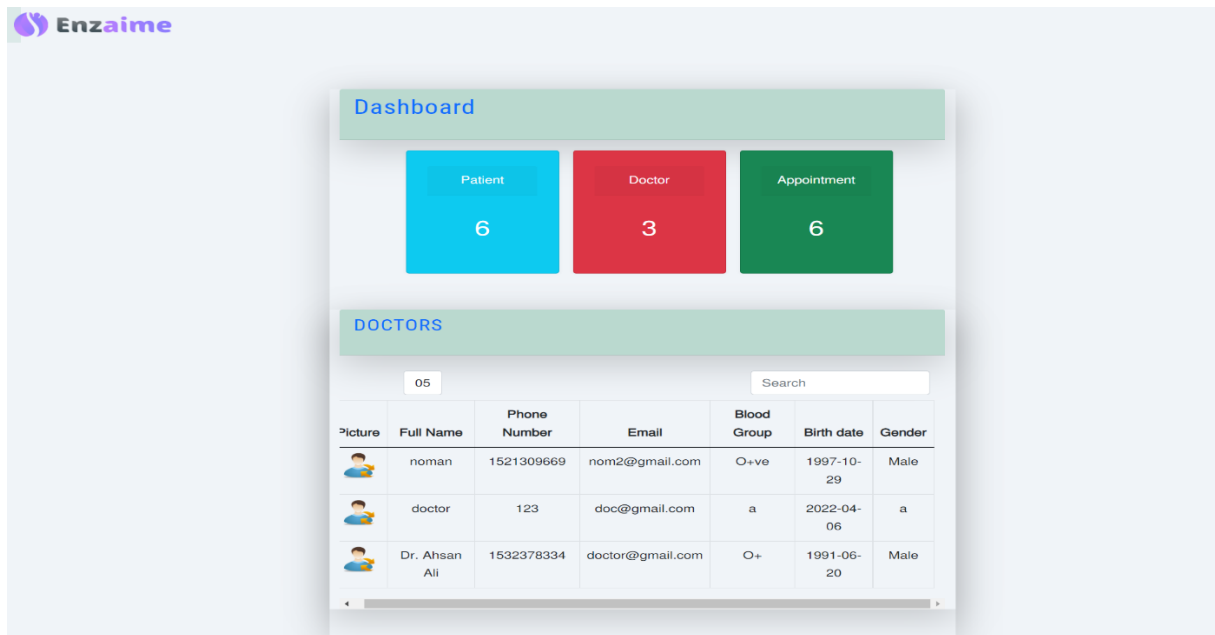 Enzaime
Dashboard
Patient Doctor Appointment
6 3 6
DOCTORS
05 Search
Picture Full Name Phone Number Email Blood Group Birth date Gender
noman 1521309669 nom2@gmail.com O+ve 1997-10-29 Male
doctor 123 doc@gmail.com a 2022-04-06 a
Dr. Ahsan Ali 1532378334 doctor@gmail.com O+ 1991-06-20 Male